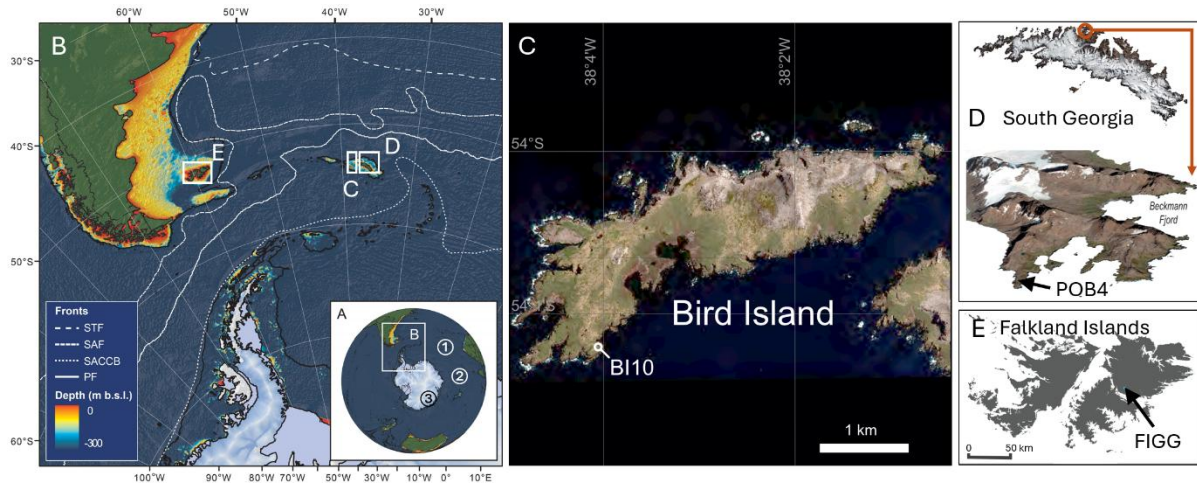 60°W
50°W
40°W
30°W
B
30°S
40°S
50°S
60°S
E
D
C
Fronts
STF
SAF
SACCB
PF
Depth (m b.s.l.)
0
-300
A
B
1
2
3
100°W
90°W
80°W
70°W
60°W
50°W
40°W
30°W
20°W
10°W
0°
C
38°4'W
38°2'W
54°S
54°S
Bird Island
BI10
1 km
D
South Georgia
Beckmann
Fjord
PQB4
E
Falkland Islands
FIGG
0
50 km